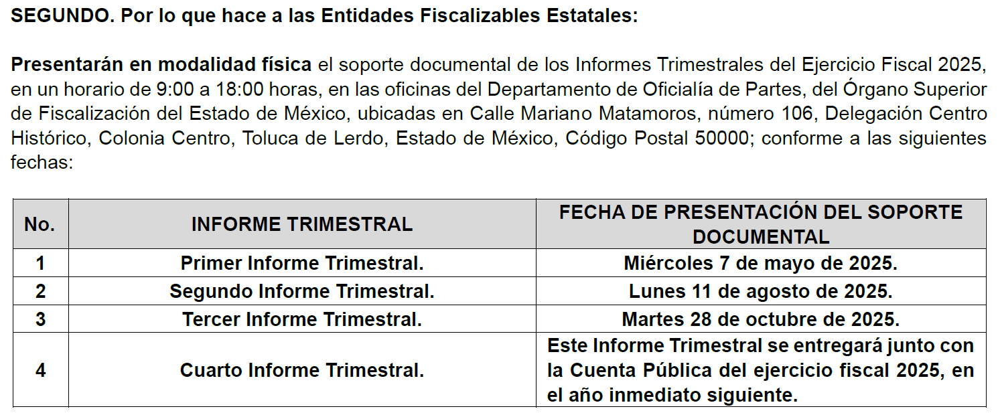 SEGUNDO. Por lo que hace a las Entidades Fiscalizables Estatales:
Presentarán en modalidad física el soporte documental de los Informes Trimestrales del Ejercicio Fiscal 2025,
en un horario de 9:00 a 18:00 horas, en las oficinas del Departamento de Oficialía de Partes, del Órgano Superior
de Fiscalización del Estado de México, ubicadas en Calle Mariano Matamoros, número 106, Delegación Centro
Histórico, Colonia Centro, Toluca de Lerdo, Estado de México, Código Postal 50000; conforme a las siguientes
fechas:
No. INFORME TRIMESTRAL FECHA DE PRESENTACIÓN DEL SOPORTE
DOCUMENTAL
1 Primer Informe Trimestral. Miércoles 7 de mayo de 2025.
2 Segundo Informe Trimestral. Lunes 11 de agosto de 2025.
3 Tercer Informe Trimestral. Martes 28 de octubre de 2025.
4 Cuarto Informe Trimestral. Este Informe Trimestral se entregará junto con
la Cuenta Pública del ejercicio fiscal 2025, en
el año inmediato siguiente.